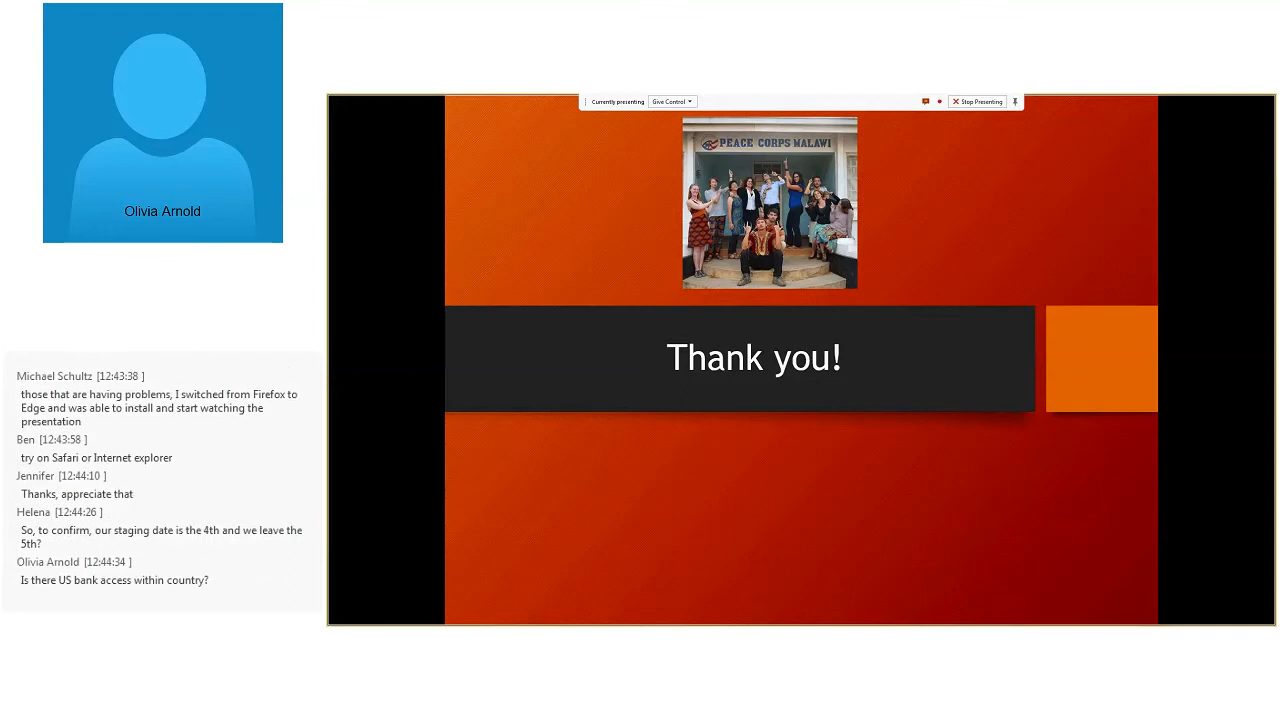 Olivia Arnold
Michael Schultz [12:43:38 ]
those that are having problems, I switched from Firefox to
Edge and was able to install and start watching the
presentation
Ben [12:43:58 ]
try on Safari or Internet explorer
Jennifer [12:44:10 ]
Thanks, appreciate that
Helena [12:44:26 ]
So, to confirm, our staging date is the 4th and we leave the
5th?
Olivia Arnold [12:44:34 ]
Is there US bank access within country?
Currently presenting Give Control Stop Presenting
PEACE CORPS MALAWI
Thank you!